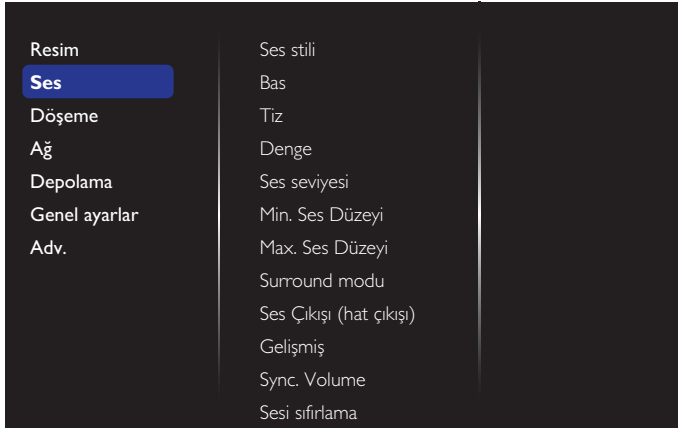 Resim
Ses
Döşeme
Ağ
Depolama
Genel ayarlar
Adv.
Ses stili
Bas
Tiz
Denge
Ses seviyesi
Min. Ses Düzeyi
Max. Ses Düzeyi
Surround modu
Ses Çıkışı (hat çıkışı)
Gelişmiş
Sync. Volume
Sesi sıfırlama